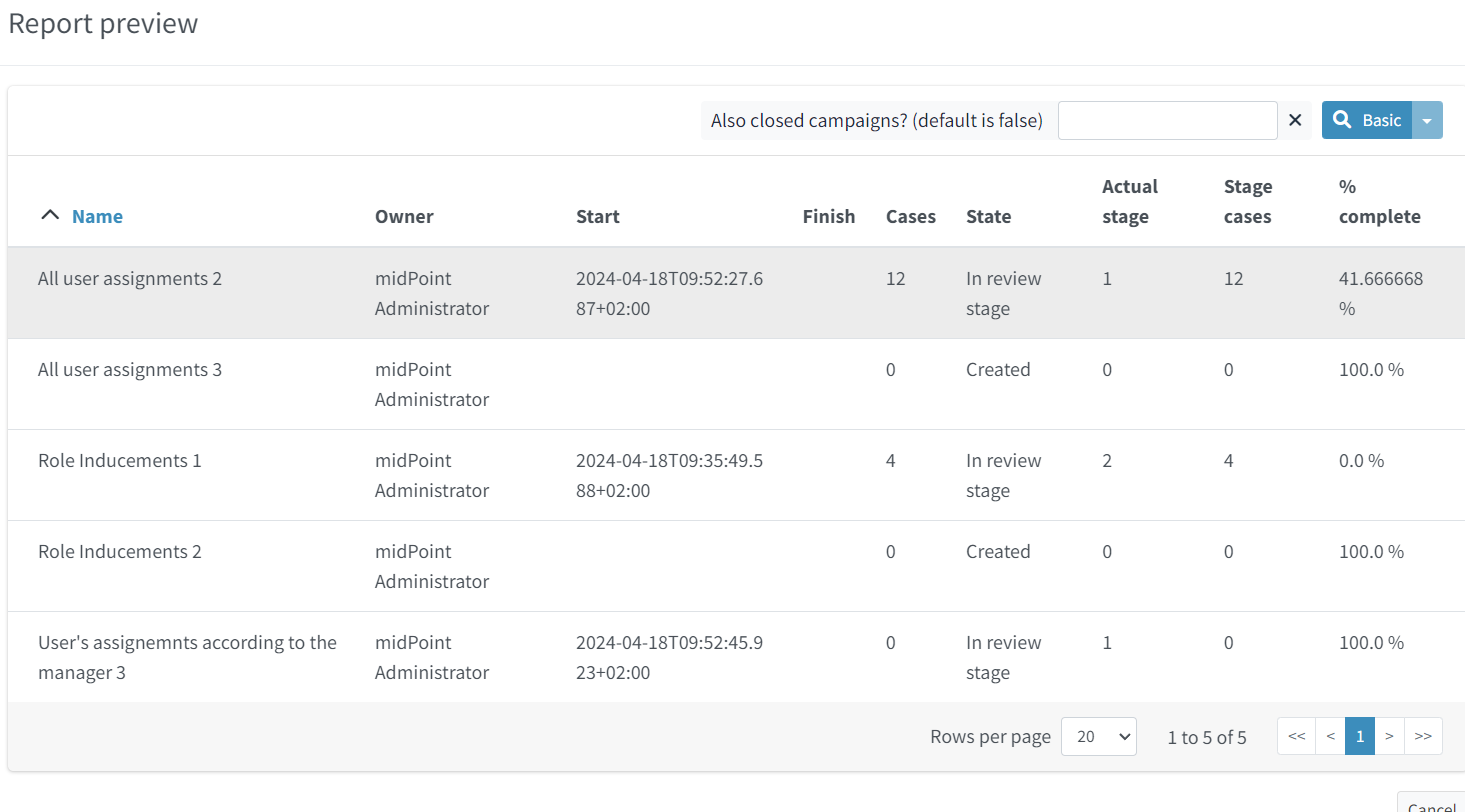 Report preview
Also closed campaigns? (default is false) ✕ Basic
Name Owner Start Finish Cases State Actual stage Stage cases % complete
All user assignments 2 midPoint Administrator 2024-04-18T09:52:27.687+02:00 12 In review stage 1 12 41.666668 %
All user assignments 3 midPoint Administrator 0 Created 0 0 100.0 %
Role Inducements 1 midPoint Administrator 2024-04-18T09:35:49.588+02:00 4 In review stage 2 4 0.0 %
Role Inducements 2 midPoint Administrator 0 Created 0 0 100.0 %
User's assignemnts according to the manager 3 midPoint Administrator 2024-04-18T09:52:45.923+02:00 0 In review stage 1 0 100.0 %
Rows per page 20 1 to 5 of 5 << < 1 > >>
Cancel